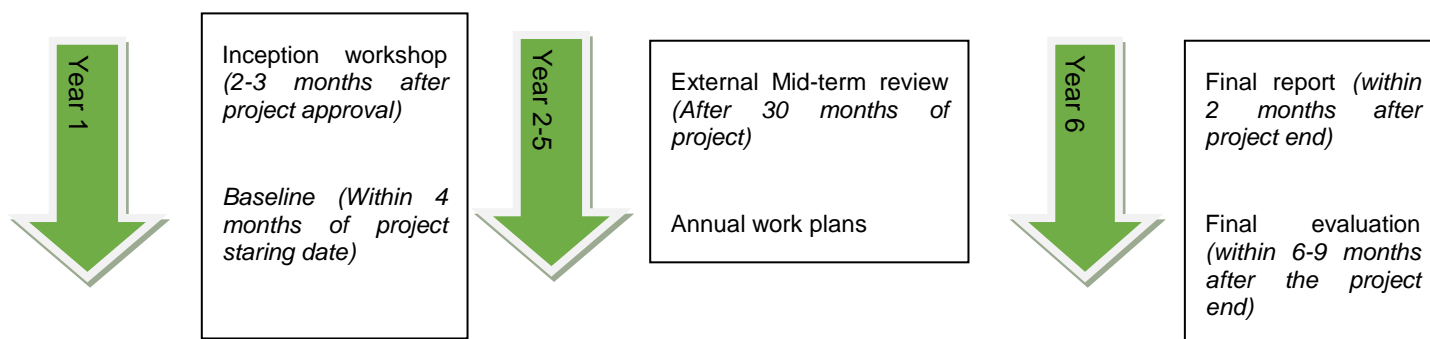 Year 1
Inception workshop
(2-3 months after
project approval)
Baseline (Within 4
months of project
staring date)
Year 2-5
External Mid-term review
(After 30 months of
project)
Annual work plans
Year 6
Final report (within
2 months after
project end)
Final evaluation
(within 6-9 months
after the project
end)